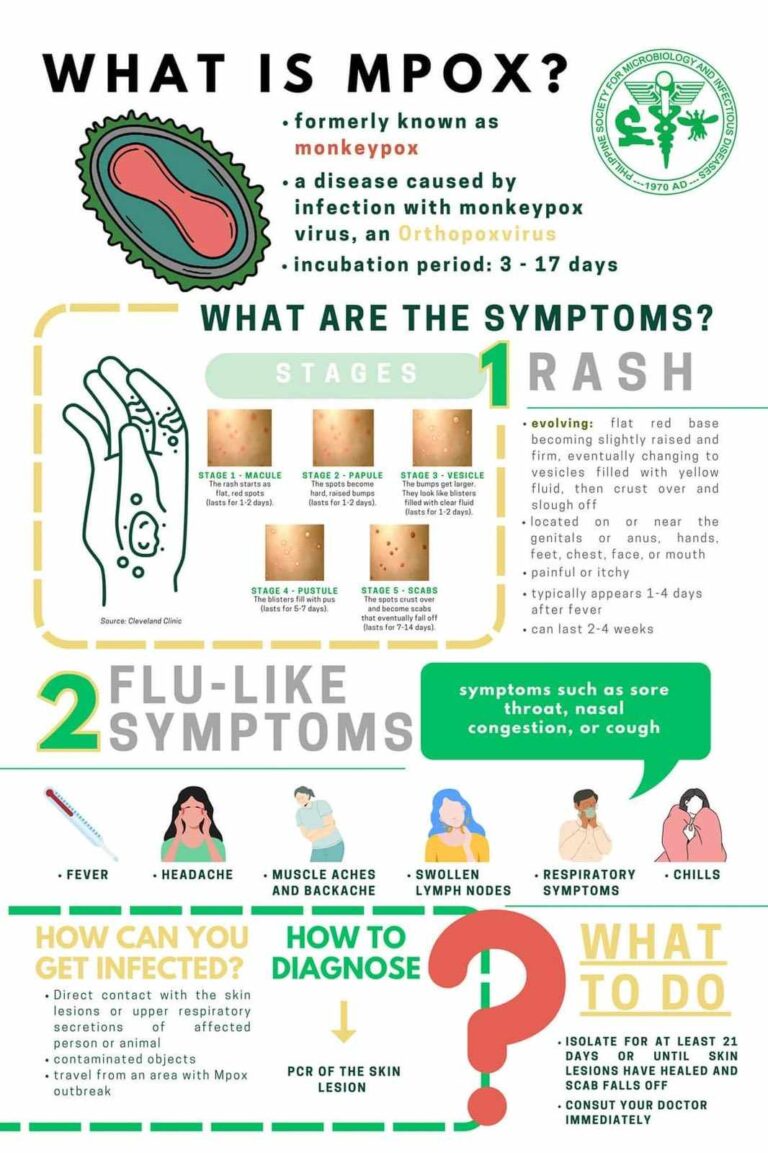 WHAT IS MPOX?
• formerly known as
monkeypox
• a disease caused by
infection with monkeypox
virus, an Orthopoxvirus
• incubation period: 3 - 17 days
PHILIPPINE SOCIETY FOR MICROBIOLOGY AND INFECTIOUS DISEASES
---1970 AD---
WHAT ARE THE SYMPTOMS?
STAGES
STAGE 1 - MACULE
The rash starts as
flat, red spots
(lasts for 1-2 days).
STAGE 2 - PAPULE
The spots become
hard, raised bumps
(lasts for 1-2 days).
STAGE 3 - VESICLE
The bumps get larger.
They look like blisters
filled with clear fluid
(lasts for 1-2 days).
STAGE 4 - PUSTULE
The blisters fill with pus
(lasts for 5-7 days).
STAGE 5 - SCABS
The spots crust over
and become scabs
that eventually fall off
(lasts for 7-14 days).
Source: Cleveland Clinic
1 RASH
• evolving: flat red base
becoming slightly raised and
firm, eventually changing to
vesicles filled with yellow
fluid, then crust over and
slough off
• located on or near the
genitals or anus, hands,
feet, chest, face, or mouth
• painful or itchy
• typically appears 1-4 days
after fever
• can last 2-4 weeks
2 FLU-LIKE
SYMPTOMS
symptoms such as sore
throat, nasal
congestion, or cough
• FEVER
• HEADACHE
• MUSCLE ACHES
AND BACKACHE
• SWOLLEN
LYMPH NODES
• RESPIRATORY
SYMPTOMS
• CHILLS
HOW CAN YOU
GET INFECTED?
• Direct contact with the skin
lesions or upper respiratory
secretions of affected
person or animal
• contaminated objects
• travel from an area with Mpox
outbreak
HOW TO
DIAGNOSE
PCR OF THE SKIN
LESION
?
WHAT
TO DO
• ISOLATE FOR AT LEAST 21
DAYS OR UNTIL SKIN
LESIONS HAVE HEALED AND
SCAB FALLS OFF
• CONSUT YOUR DOCTOR
IMMEDIATELY